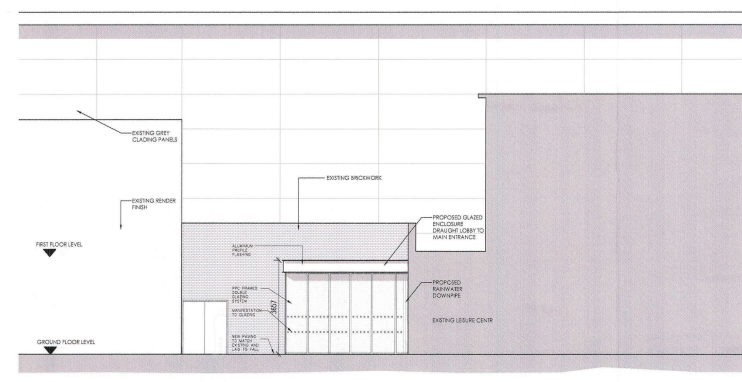 EXISTING GREY
CLADING PANELS
EXISTING BRICKWORK
EXISTING RENDER
FINISH
PROPOSED GLAZED
ENCLOSURE
DRAUGHT LOBBY TO
MAIN ENTRANCE
FIRST FLOOR LEVEL
ALUMINIUM
PROFILE
FLASHING
PPC FRAMED
DOUBLE
GLAZING
SYSTEM
3657
PROPOSED
RAINWATER
DOWNPIPE
MANIFESTATION
TO GLAZING
EXISTING LEISURE CENTR
NEW PAVING
TO MATCH
EXISTING AND
LAID TO FALL
GROUND FLOOR LEVEL